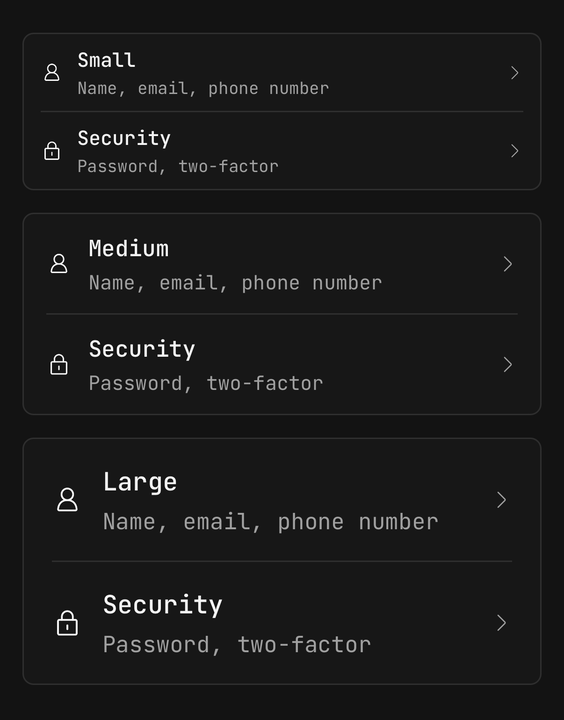 Small
Name, email, phone number
Security
Password, two-factor
Medium
Name, email, phone number
Security
Password, two-factor
Large
Name, email, phone number
Security
Password, two-factor